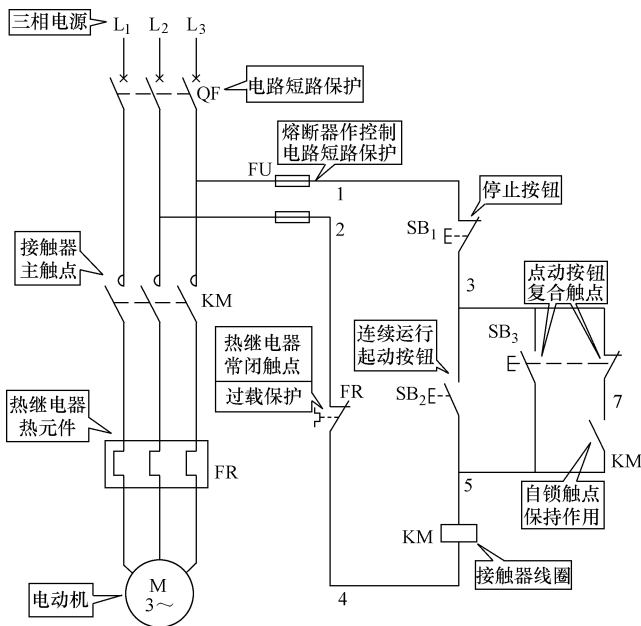 三相电源
L1
L2
L3
QF
电路短路保护
熔断器作控制
电路短路保护
FU
1
2
停止按钮
SB1
3
接触器
主触点
KM
点动按钮
复合触点
SB3
连续运行
起动按钮
热继电器
常闭触点
过载保护
FR
SB2
7
KM
热继电器
热元件
FR
5
自锁触点
保持作用
KM
接触器线圈
电动机
M
3～
4